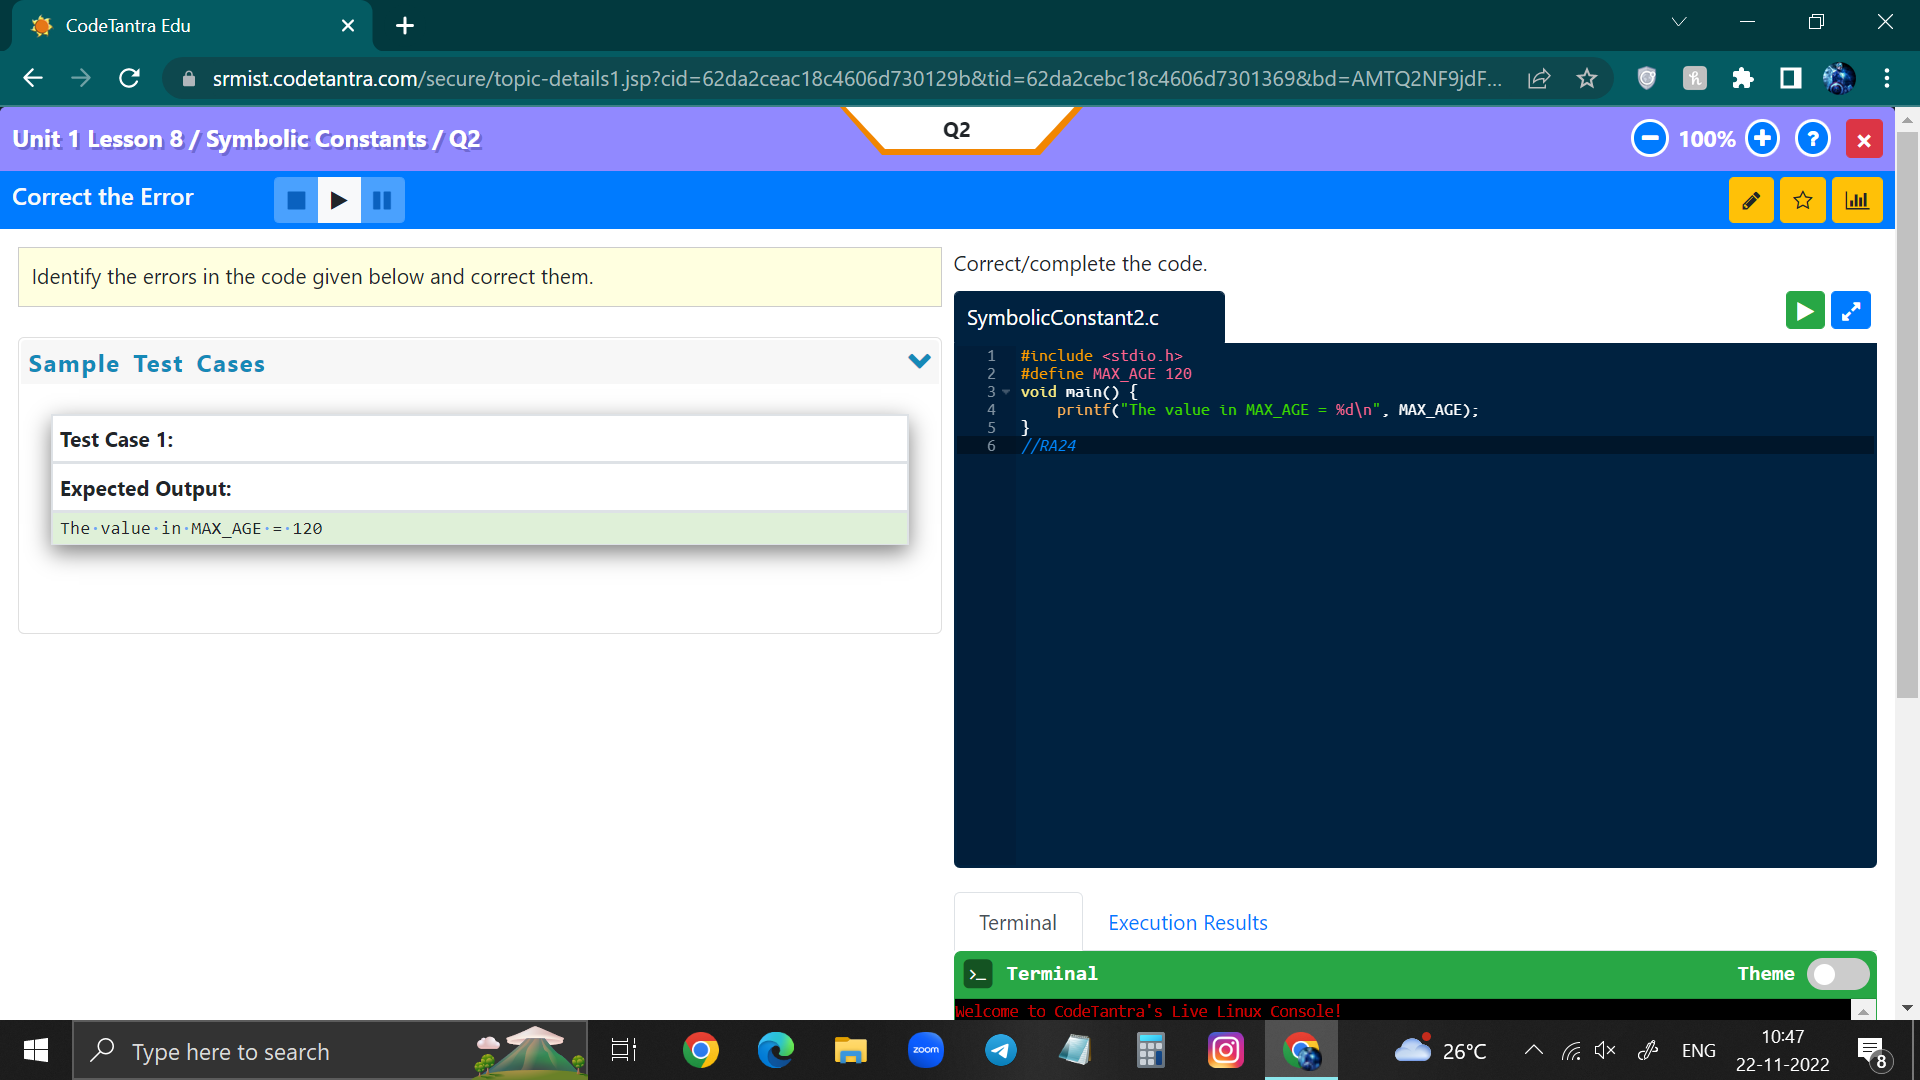 CodeTantra Edu
srmist.codetantra.com/secure/topic-details1.jsp?cid=62da2ceac18c4606d730129b&tid=62da2cebc18c4606d7301369&bd=AMTQ2NF9jdF...
Unit 1 Lesson 8 / Symbolic Constants / Q2
Q2
100%
?
Correct the Error
Identify the errors in the code given below and correct them.
Sample Test Cases
Test Case 1:
Expected Output:
The·value·in·MAX_AGE·=·120
Correct/complete the code.
SymbolicConstant2.c
1 #include <stdio.h>
2 #define MAX_AGE 120
3 void main() {
4 printf("The value in MAX_AGE = %d\n", MAX_AGE);
5 }
6 //RA24
Terminal
Execution Results
>_ Terminal
Theme
Welcome to CodeTantra's Live Linux Console!
Type here to search
zoom
26°C
ENG
10:47
22-11-2022
8